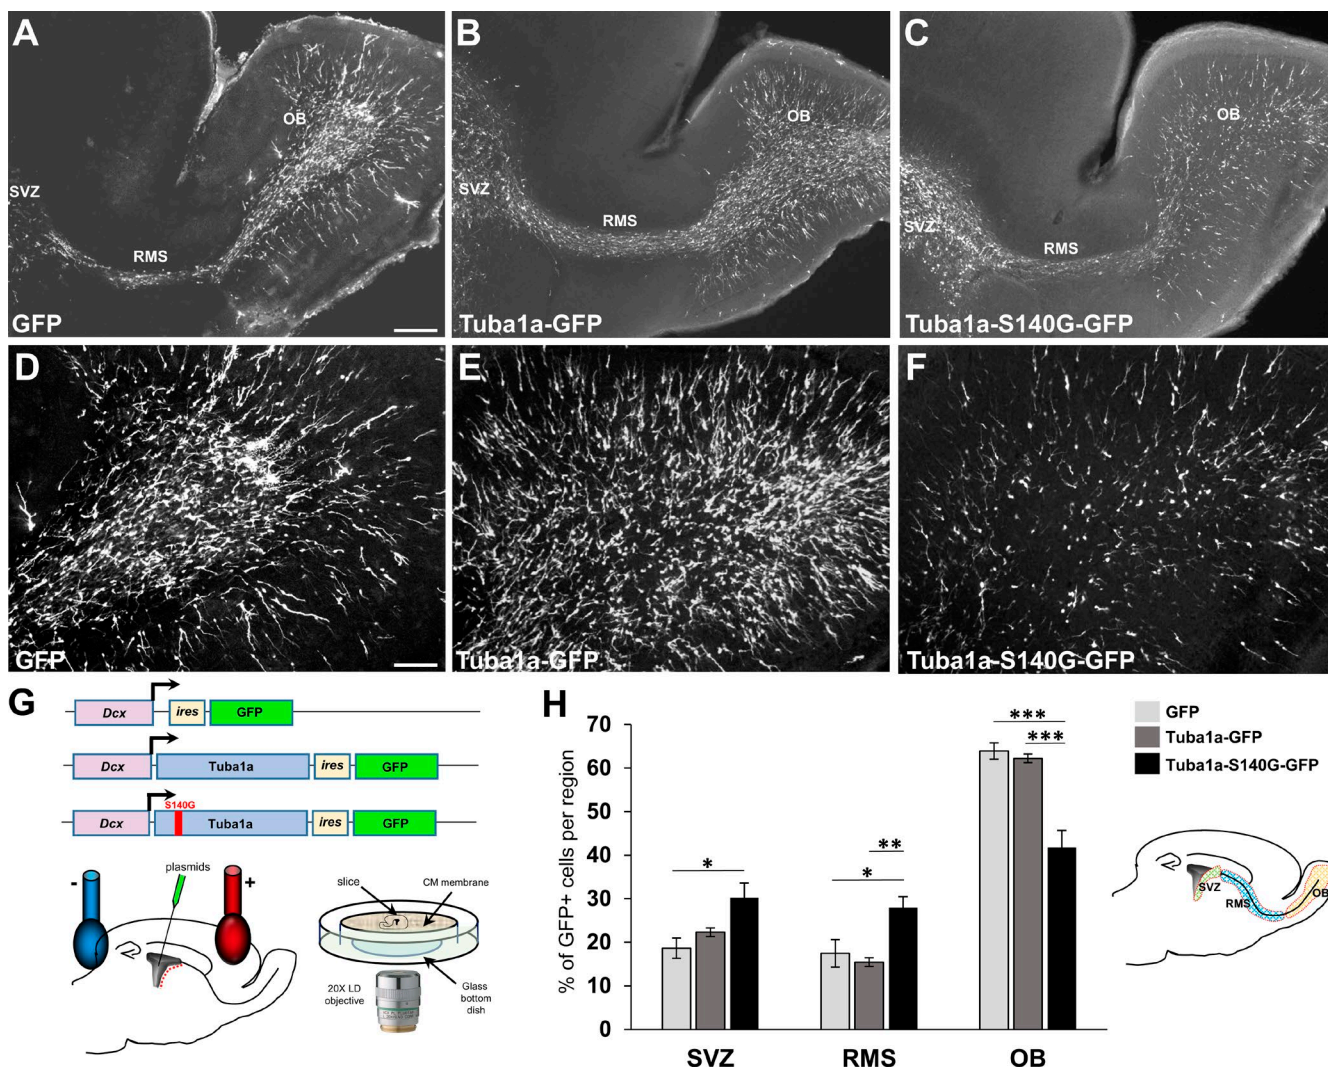 A
B
C
OB
OB
OB
SVZ
SVZ
SVZ
RMS
RMS
RMS
GFP
Tuba1a-GFP
Tuba1a-S140G-GFP
D
E
F
GFP
Tuba1a-GFP
Tuba1a-S140G-GFP
G
Dcx
ires
GFP
Dcx
Tuba1a
ires
GFP
S140G
Dcx
Tuba1a
ires
GFP
plasmids
-
+
slice
CM membrane
20X LD
objective
Glass
bottom
dish
H
GFP
Tuba1a-GFP
Tuba1a-S140G-GFP
% of GFP+ cells per region
70
60
50
40
30
20
10
0
*
*
**
***
***
SVZ
RMS
OB
SVZ
RMS
OB